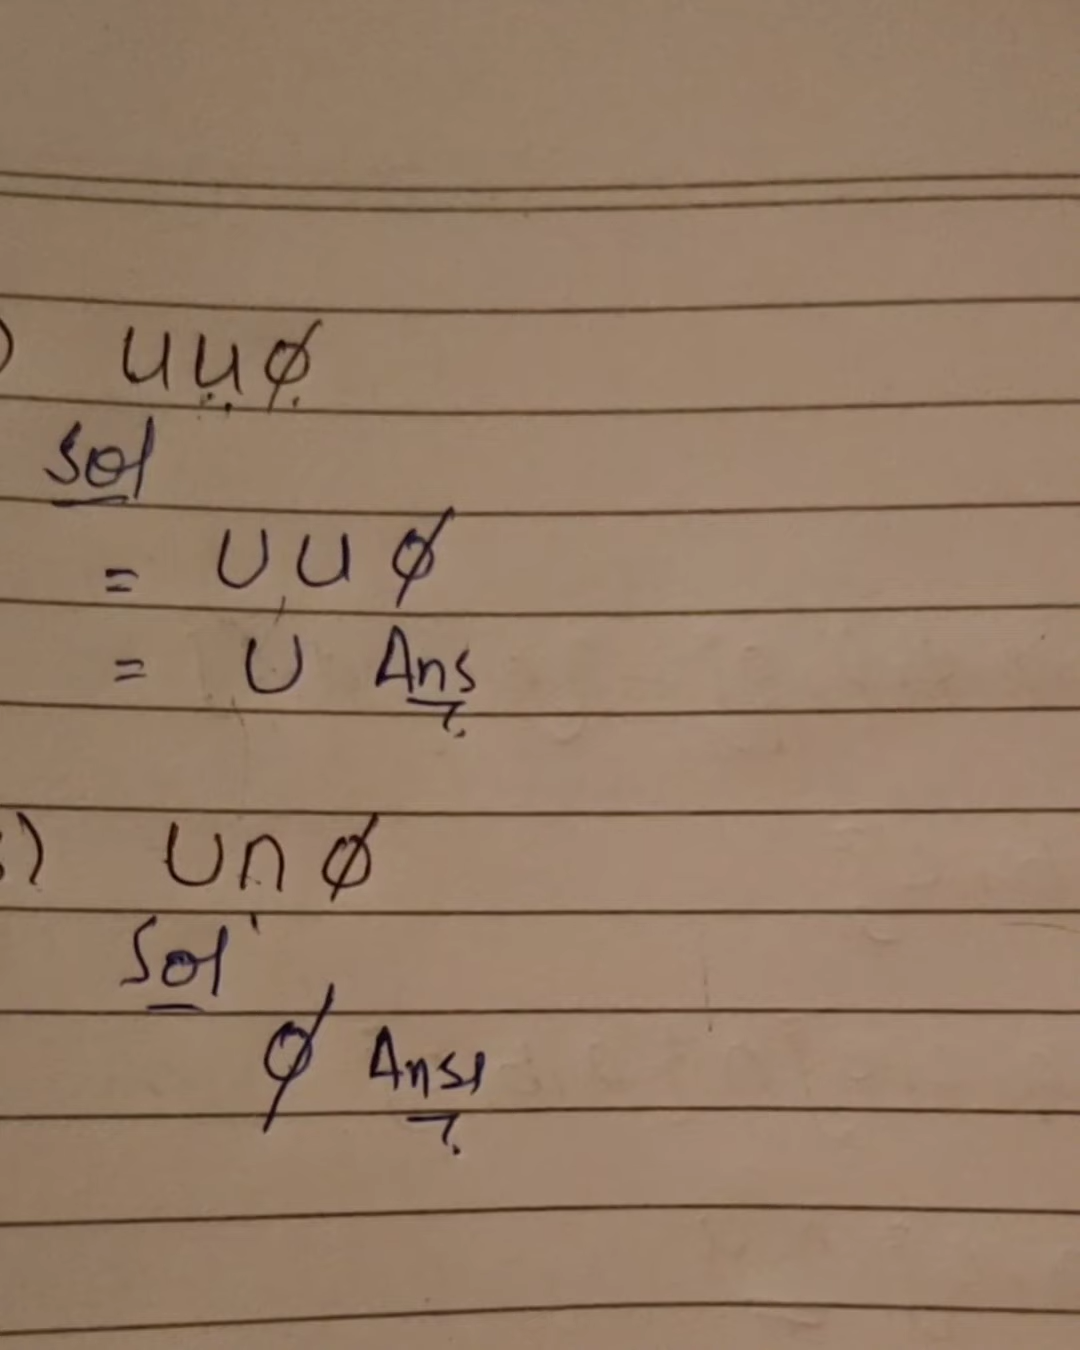 ) U ∪ ϕ
Sol
= U ∪ ϕ
= U Ans
) U ∩ ϕ
Sol
ϕ Ans